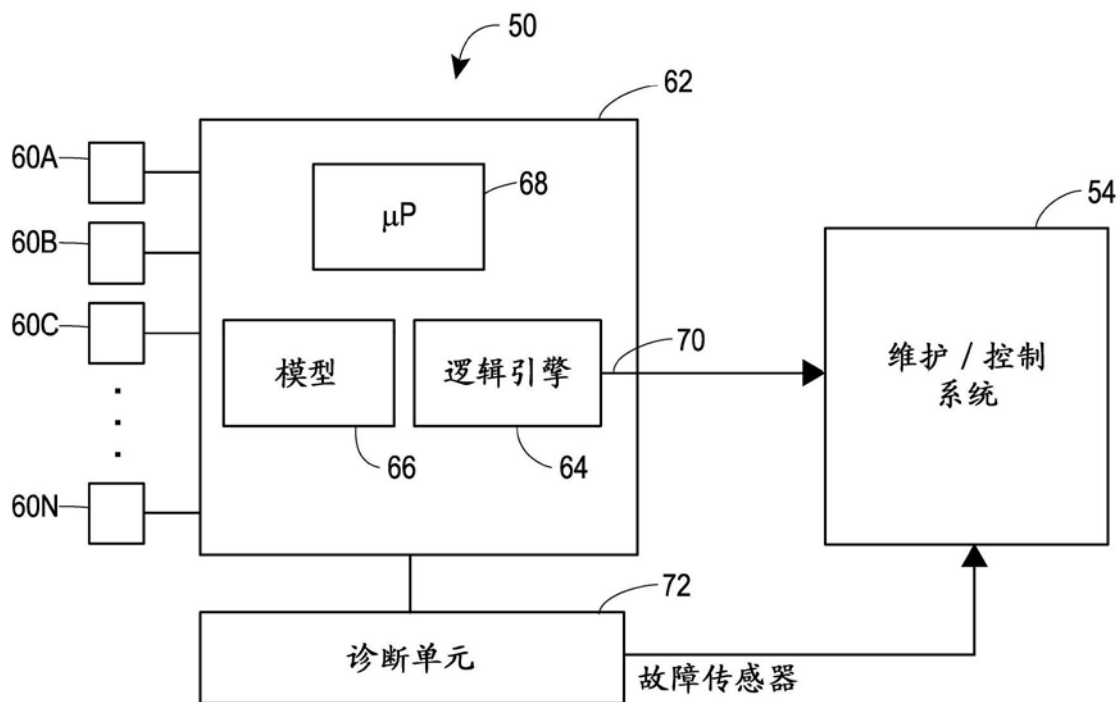 50
62
60A
68
54
μP
60B
60C
70
模型
逻辑引擎
维护 / 控制
系统
66
64
60N
72
诊断单元
故障传感器